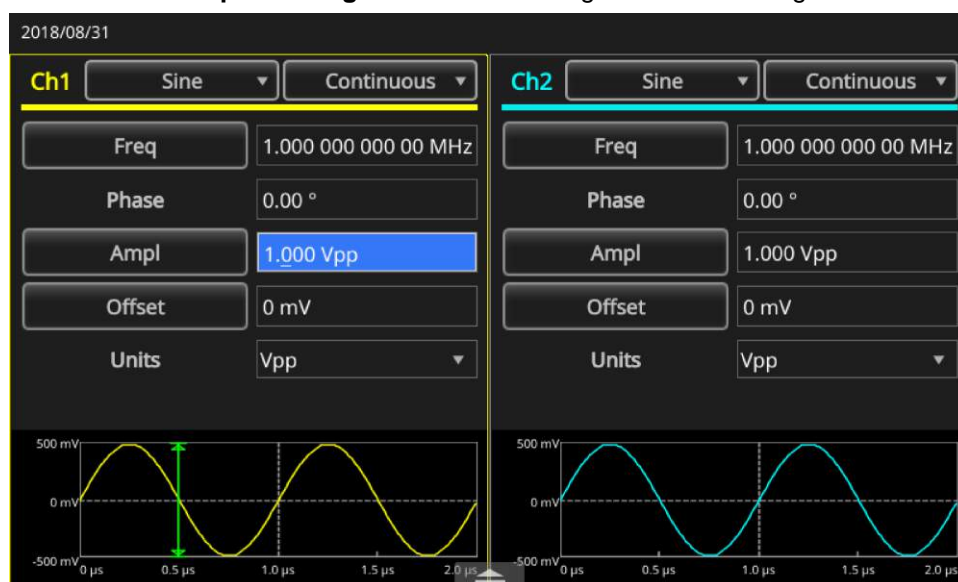 2018/08/31
Ch1 Sine Continuous
Freq 1.000 000 000 00 MHz
Phase 0.00 °
Ampl 1.000 Vpp
Offset 0 mV
Units Vpp
500 mV
0 mV
-500 mV
0 µs 0.5 µs 1.0 µs 1.5 µs 2.0 µs
Ch2 Sine Continuous
Freq 1.000 000 000 00 MHz
Phase 0.00 °
Ampl 1.000 Vpp
Offset 0 mV
Units Vpp
500 mV
0 mV
-500 mV
0 µs 0.5 µs 1.0 µs 1.5 µs 2.0 µs